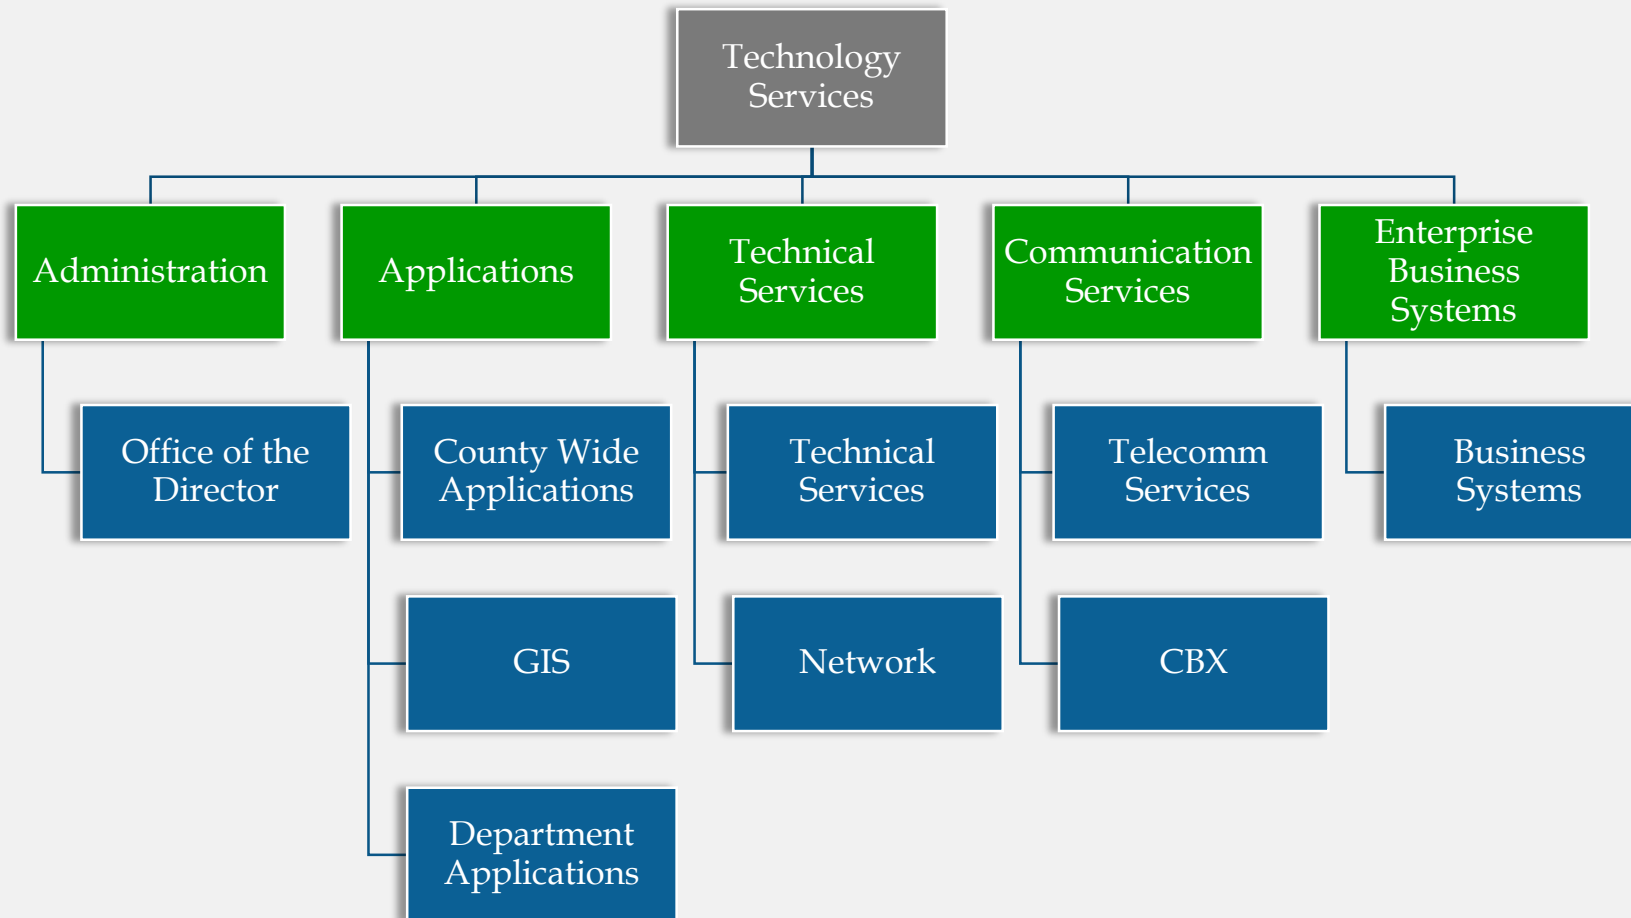 Technology
Services
Administration
Applications
Technical
Services
Communication
Services
Enterprise
Business
Systems
Office of the
Director
County Wide
Applications
Technical
Services
Telecomm
Services
Business
Systems
GIS
Network
CBX
Department
Applications